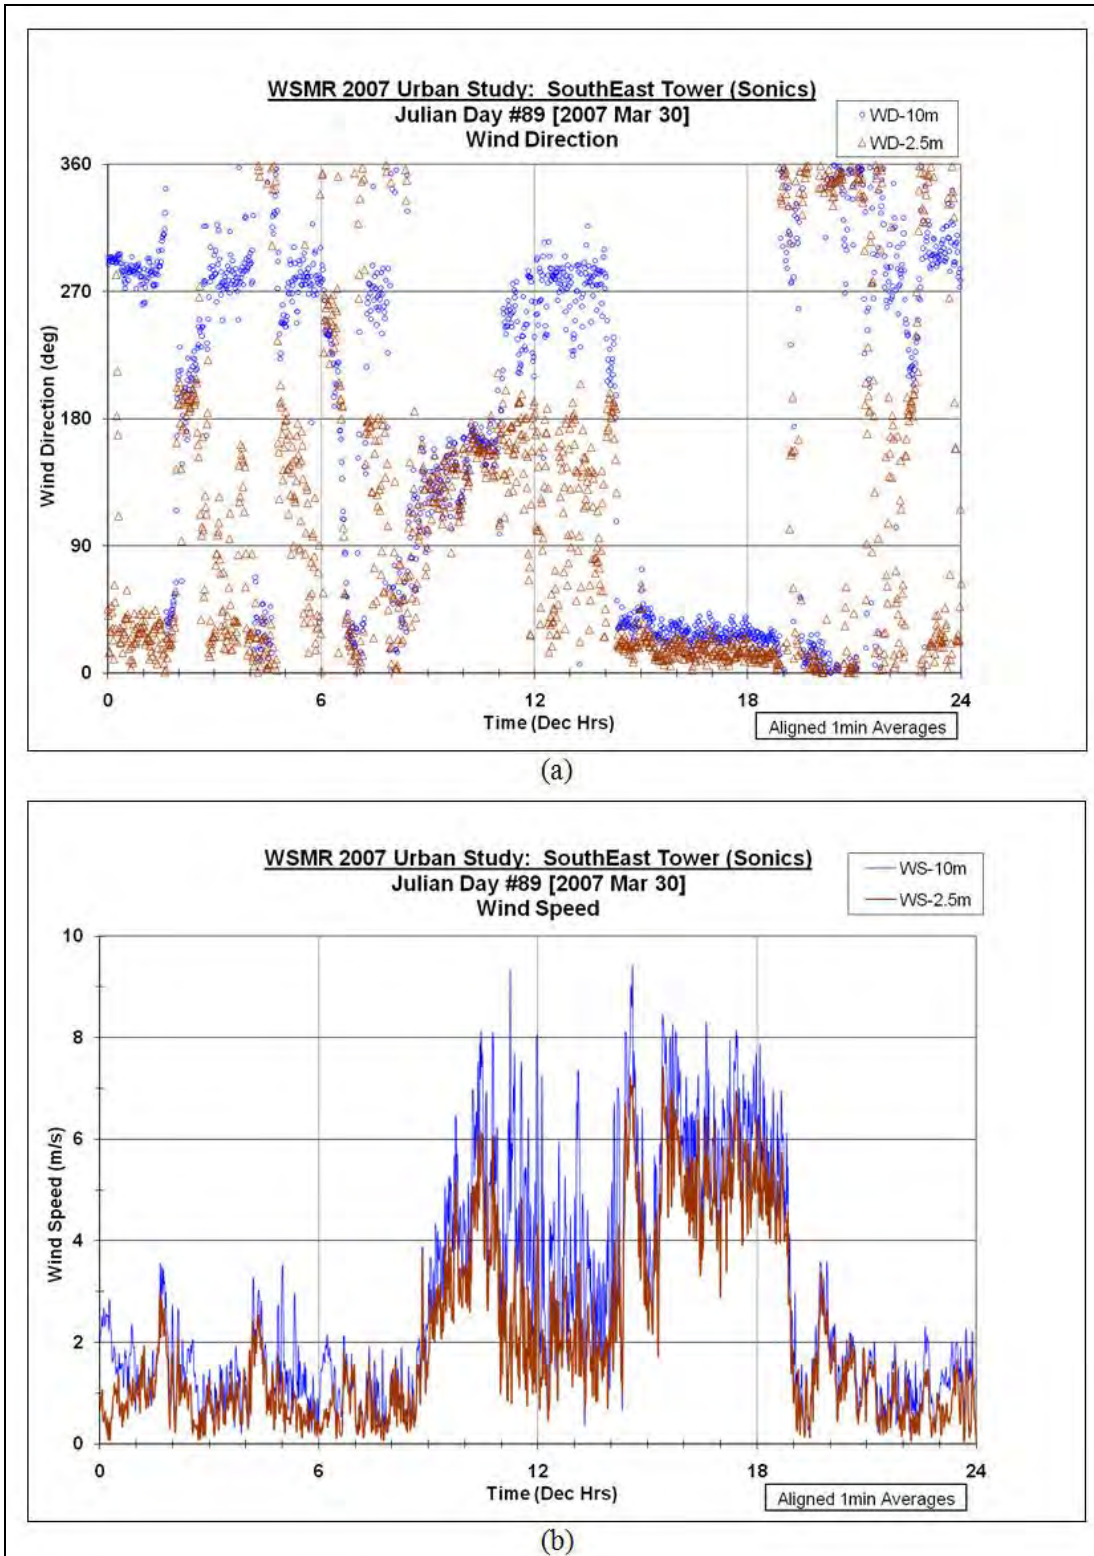 WSMR 2007 Urban Study: SouthEast Tower (Sonics)
Julian Day #89 [2007 Mar 30]
Wind Direction
WD-10m
WD-2.5m
360
270
180
90
0
Wind Direction (deg)
0 6 12 18 24
Time (Dec Hrs)
Aligned 1min Averages
(a)
WSMR 2007 Urban Study: SouthEast Tower (Sonics)
Julian Day #89 [2007 Mar 30]
Wind Speed
WS-10m
WS-2.5m
10
8
6
4
2
0
Wind Speed (m/s)
0 6 12 18 24
Time (Dec Hrs)
Aligned 1min Averages
(b)